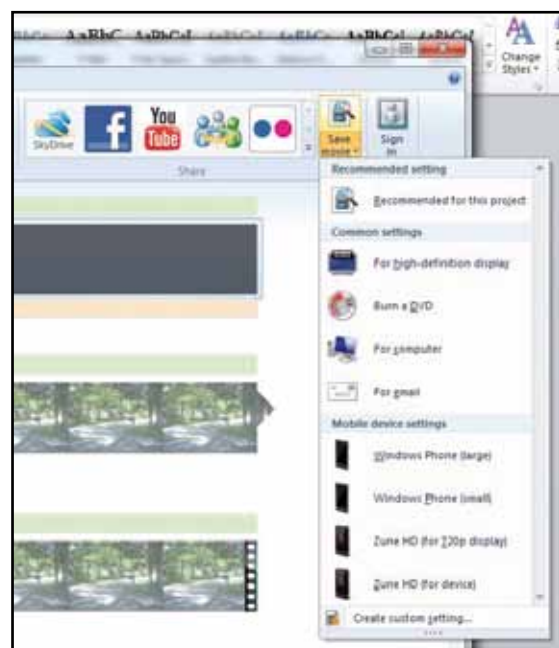 AaBbC AaBbCcI
Change
Styles
SkyDrive
You
Tube
Save
movie
Sign
in
Share
Recommended setting
Recommended for this project
Common settings
For high-definition display
Burn a DVD
For computer
For email
Mobile device settings
Windows Phone (large)
Windows Phone (small)
Zune HD (for 720p display)
Zune HD (for device)
Create custom setting...